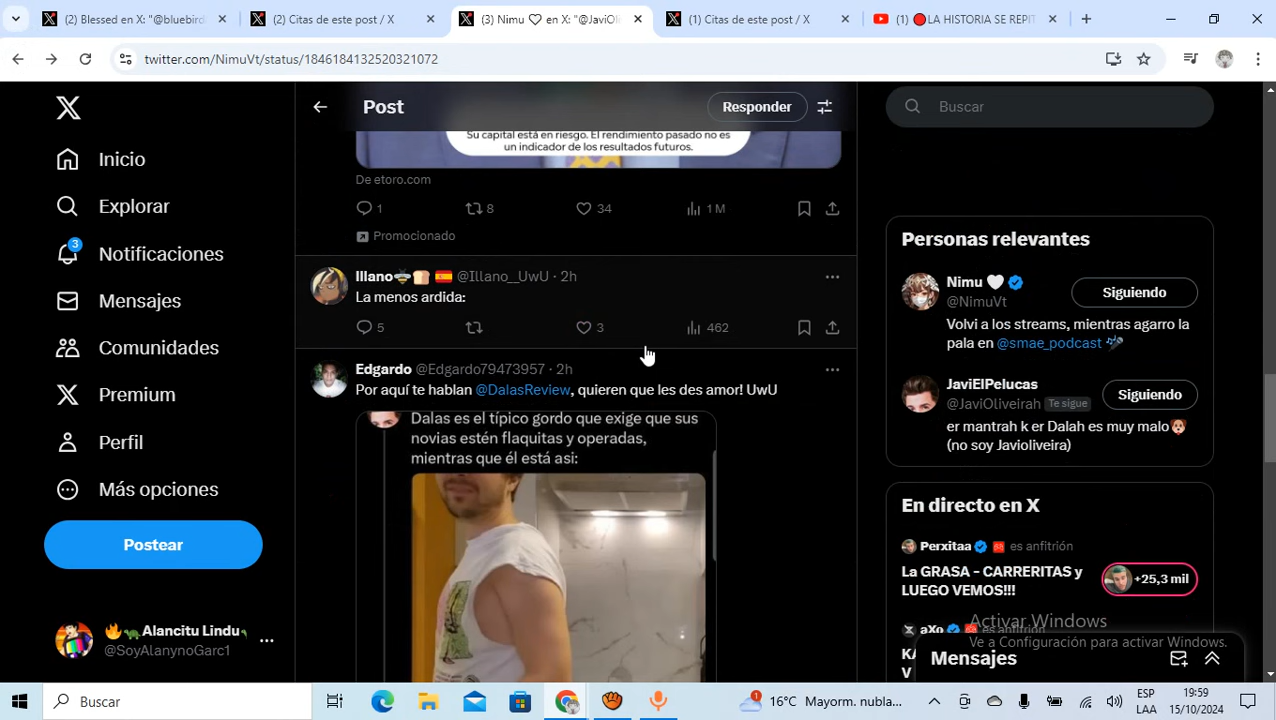 (2) Blessed en X: "@bluebird
(2) Citas de este post / X
(3) Nimu ♡ en X: "@JaviOli
(1) Citas de este post / X
(1) 🔴LA HISTORIA SE REPIT
twitter.com/NimuVt/status/1846184132520321072
Inicio
Explorar
3
Notificaciones
Mensajes
Comunidades
Premium
Perfil
Más opciones
Postear
🔥🦖Alancitu Lindu
@SoyAlanynoGarc1
Post
Responder
Su capital está en riesgo. El rendimiento pasado no es
un indicador de los resultados futuros.
De etoro.com
1 8 34 1 M
Promocionado
Illano🐝🍞 🇪🇸 @Illano__UwU · 2h
La menos ardida:
5 3 462
Edgardo @Edgardo79473957 · 2h
Por aquí te hablan @DalasReview, quieren que les des amor! UwU
Dalas es el típico gordo que exige que sus
novias estén flaquitas y operadas,
mientras que él está asi:
Buscar
Personas relevantes
Nimu 🤍
@NimuVt
Siguiendo
Volvi a los streams, mientras agarro la
pala en @smae_podcast 🎤
JaviElPelucas
@JaviOliveirah Te sigue
Siguiendo
er mantrah k er Dalah es muy malo🐶
(no soy Javioliveira)
En directo en X
Perxitaa es anfitrión
La GRASA - CARRERITAS y
LUEGO VEMOS!!!
+25,3 mil
aXo es anfitrión
Activar Windows
Ve a Configuración para activar Windows.
Mensajes
Buscar
1
16°C Mayorm. nubla...
ESP
LAA
19:59
15/10/2024